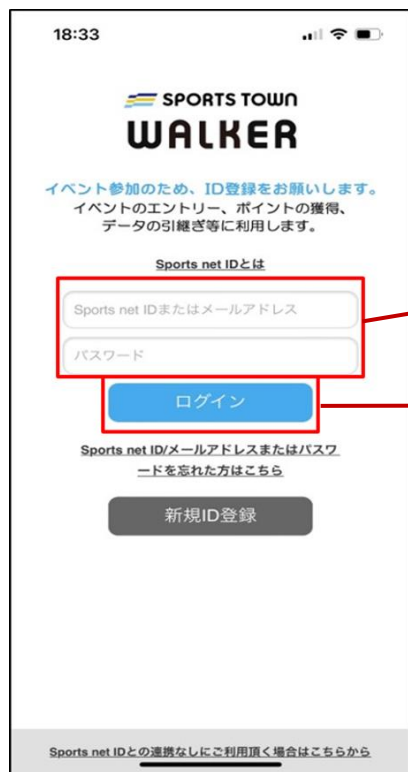 18:33
SPORTS TOWN
WALKER
イベント参加のため、ID登録をお願いします。
イベントのエントリー、ポイントの獲得、
データの引継ぎ等に利用します。
Sports net IDとは
Sports net IDまたはメールアドレス
パスワード
ログイン
Sports net ID/メールアドレスまたはパスワ
ードを忘れた方はこちら
新規ID登録
Sports net IDとの連携なしにご利用頂く場合はこちらから